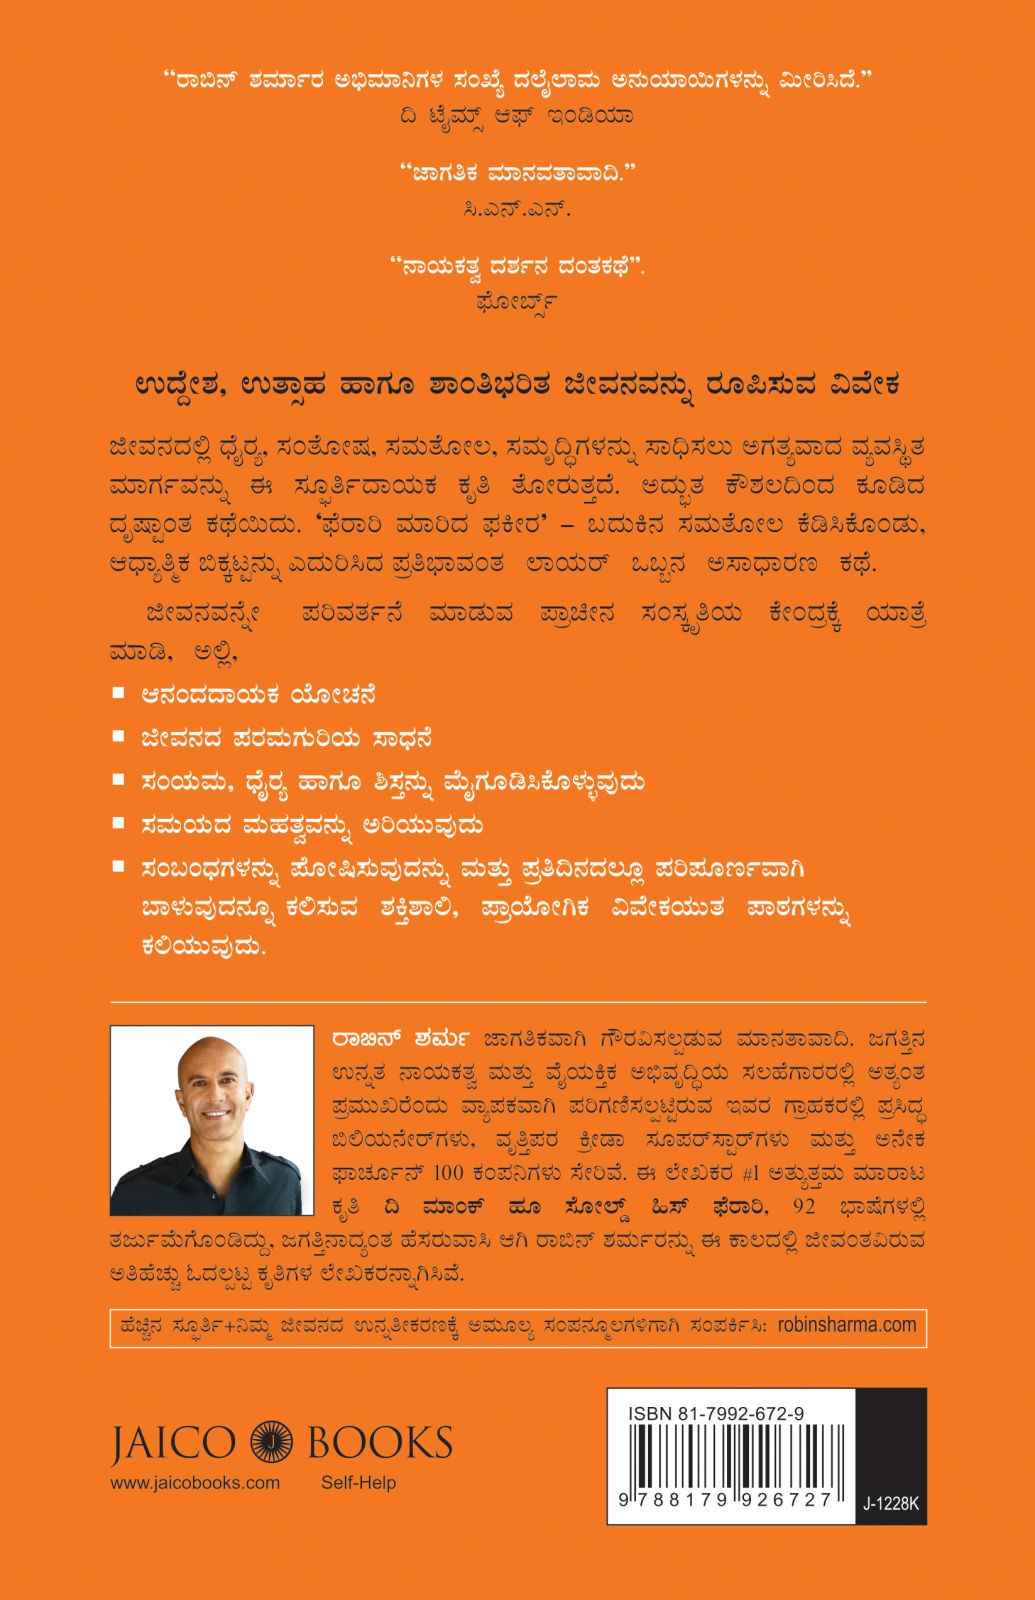 “ರಾಬಿನ್ ಶರ್ಮಾರ ಅಭಿಮಾನಿಗಳ ಸಂಖ್ಯೆ ದಲೈಲಾಮ ಅನುಯಾಯಿಗಳನ್ನು ಮೀರಿಸಿದೆ.”
ದಿ ಟೈಮ್ಸ್ ಆಫ್ ಇಂಡಿಯಾ
“ಜಾಗತಿಕ ಮಾನವತಾವಾದಿ.”
ಸಿ.ಎನ್.ಎನ್.
“ನಾಯಕತ್ವ ದರ್ಶನ ದಂತಕಥೆ”.
ಫೋರ್ಬ್ಸ್
ಉದ್ದೇಶ, ಉತ್ಸಾಹ ಹಾಗೂ ಶಾಂತಿಭರಿತ ಜೀವನವನ್ನು ರೂಪಿಸುವ ವಿವೇಕ
ಜೀವನದಲ್ಲಿ ಧೈರ್‍ಯ, ಸಂತೋಷ, ಸಮತೋಲ, ಸಮೃದ್ಧಿಗಳನ್ನು ಸಾಧಿಸಲು ಅಗತ್ಯವಾದ ವ್ಯವಸ್ಥಿತ
ಮಾರ್ಗವನ್ನು ಈ ಸ್ಫೂರ್ತಿದಾಯಕ ಕೃತಿ ತೋರುತ್ತದೆ. ಅದ್ಭುತ ಕೌಶಲದಿಂದ ಕೂಡಿದ
ದೃಷ್ಟಾಂತ ಕಥೆಯಿದು. ‘ಫೆರಾರಿ ಮಾರಿದ ಫಕೀರ’ – ಬದುಕಿನ ಸಮತೋಲ ಕೆಡಿಸಿಕೊಂಡು,
ಆಧ್ಯಾತ್ಮಿಕ ಬಿಕ್ಕಟ್ಟನ್ನು ಎದುರಿಸಿದ ಪ್ರತಿಭಾವಂತ ಲಾಯರ್ ಒಬ್ಬನ ಅಸಾಧಾರಣ ಕಥೆ.
ಜೀವನವನ್ನೇ ಪರಿವರ್ತನೆ ಮಾಡುವ ಪ್ರಾಚೀನ ಸಂಸ್ಕೃತಿಯ ಕೇಂದ್ರಕ್ಕೆ ಯಾತ್ರೆ
ಮಾಡಿ, ಅಲ್ಲಿ,
▪ ಆನಂದದಾಯಕ ಯೋಚನೆ
▪ ಜೀವನದ ಪರಮಗುರಿಯ ಸಾಧನೆ
▪ ಸಂಯಮ, ಧೈರ್‍ಯ ಹಾಗೂ ಶಿಸ್ತನ್ನು ಮೈಗೂಡಿಸಿಕೊಳ್ಳುವುದು
▪ ಸಮಯದ ಮಹತ್ವವನ್ನು ಅರಿಯುವುದು
▪ ಸಂಬಂಧಗಳನ್ನು ಪೋಷಿಸುವುದನ್ನು ಮತ್ತು ಪ್ರತಿದಿನದಲ್ಲೂ ಪರಿಪೂರ್ಣವಾಗಿ
ಬಾಳುವುದನ್ನೂ ಕಲಿಸುವ ಶಕ್ತಿಶಾಲಿ, ಪ್ರಾಯೋಗಿಕ ವಿವೇಕಯುತ ಪಾಠಗಳನ್ನು
ಕಲಿಯುವುದು.
ರಾಬಿನ್ ಶರ್ಮ ಜಾಗತಿಕವಾಗಿ ಗೌರವಿಸಲ್ಪಡುವ ಮಾನತಾವಾದಿ. ಜಗತ್ತಿನ
ಉನ್ನತ ನಾಯಕತ್ವ ಮತ್ತು ವೈಯಕ್ತಿಕ ಅಭಿವೃದ್ಧಿಯ ಸಲಹೆಗಾರರಲ್ಲಿ ಅತ್ಯಂತ
ಪ್ರಮುಖರೆಂದು ವ್ಯಾಪಕವಾಗಿ ಪರಿಗಣಿಸಲ್ಪಟ್ಟಿರುವ ಇವರ ಗ್ರಾಹಕರಲ್ಲಿ ಪ್ರಸಿದ್ಧ
ಬಿಲಿಯನೇರ್‌ಗಳು, ವೃತ್ತಿಪರ ಕ್ರೀಡಾ ಸೂಪರ್‌ಸ್ಟಾರ್‌ಗಳು ಮತ್ತು ಅನೇಕ
ಫಾರ್ಚೂನ್ 100 ಕಂಪನಿಗಳು ಸೇರಿವೆ. ಈ ಲೇಖಕರ #1 ಅತ್ಯುತ್ತಮ ಮಾರಾಟ
ಕೃತಿ ದಿ ಮಾಂಕ್ ಹೂ ಸೋಲ್ಡ್ ಹಿಸ್ ಫೆರಾರಿ, 92 ಭಾಷೆಗಳಲ್ಲಿ
ತರ್ಜುಮೆಗೊಂಡಿದ್ದು, ಜಗತ್ತಿನಾದ್ಯಂತ ಹೆಸರುವಾಸಿ ಆಗಿ ರಾಬಿನ್ ಶರ್ಮರನ್ನು ಈ ಕಾಲದಲ್ಲಿ ಜೀವಂತವಿರುವ
ಅತಿಹೆಚ್ಚು ಓದಲ್ಪಟ್ಟ ಕೃತಿಗಳ ಲೇಖಕರನ್ನಾಗಿಸಿವೆ.
ಹೆಚ್ಚಿನ ಸ್ಫೂರ್ತಿ+ನಿಮ್ಮ ಜೀವನದ ಉನ್ನತೀಕರಣಕ್ಕೆ ಅಮೂಲ್ಯ ಸಂಪನ್ಮೂಲಗಳಿಗಾಗಿ ಸಂಪರ್ಕಿಸಿ: robinsharma.com
JAICO J BOOKS
www.jaicobooks.com Self-Help
ISBN 81-7992-672-9
9 788179 926727
J-1228K